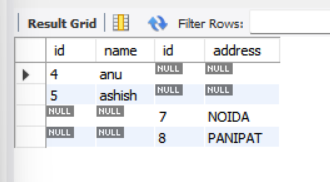 Result Grid Filter Rows:
id name id address
4 anu NULL NULL
5 ashish NULL NULL
NULL NULL 7 NOIDA
NULL NULL 8 PANIPAT